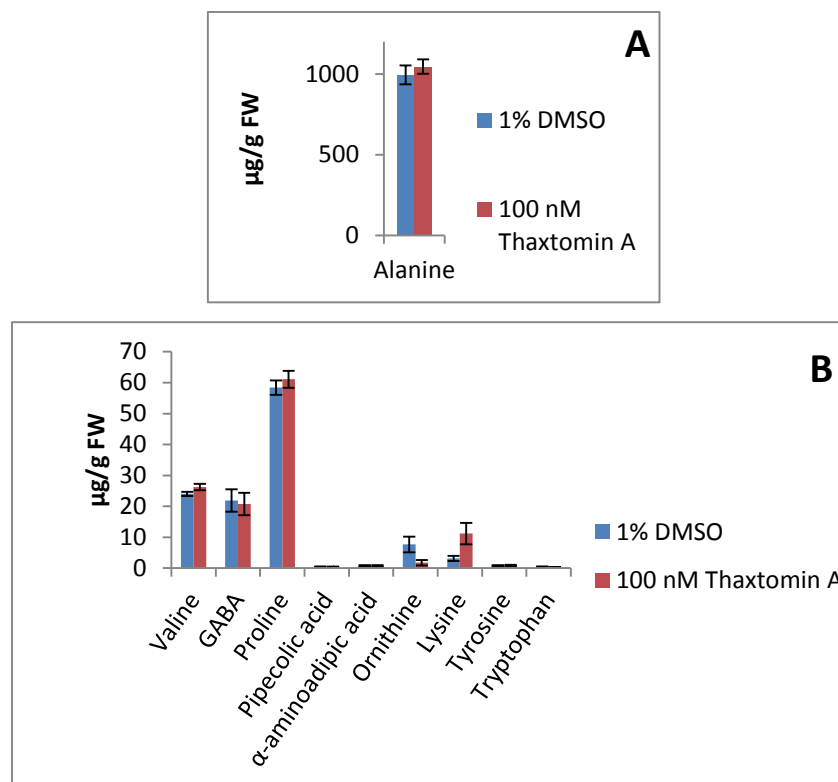 A
1000
500
0
µg/g FW
Alanine
1% DMSO
100 nM
Thaxtomin A
B
70
60
50
40
30
20
10
0
µg/g FW
Valine
GABA
Proline
Pipecolic acid
α-aminoadipic acid
Ornithine
Lysine
Tyrosine
Tryptophan
1% DMSO
100 nM Thaxtomin A